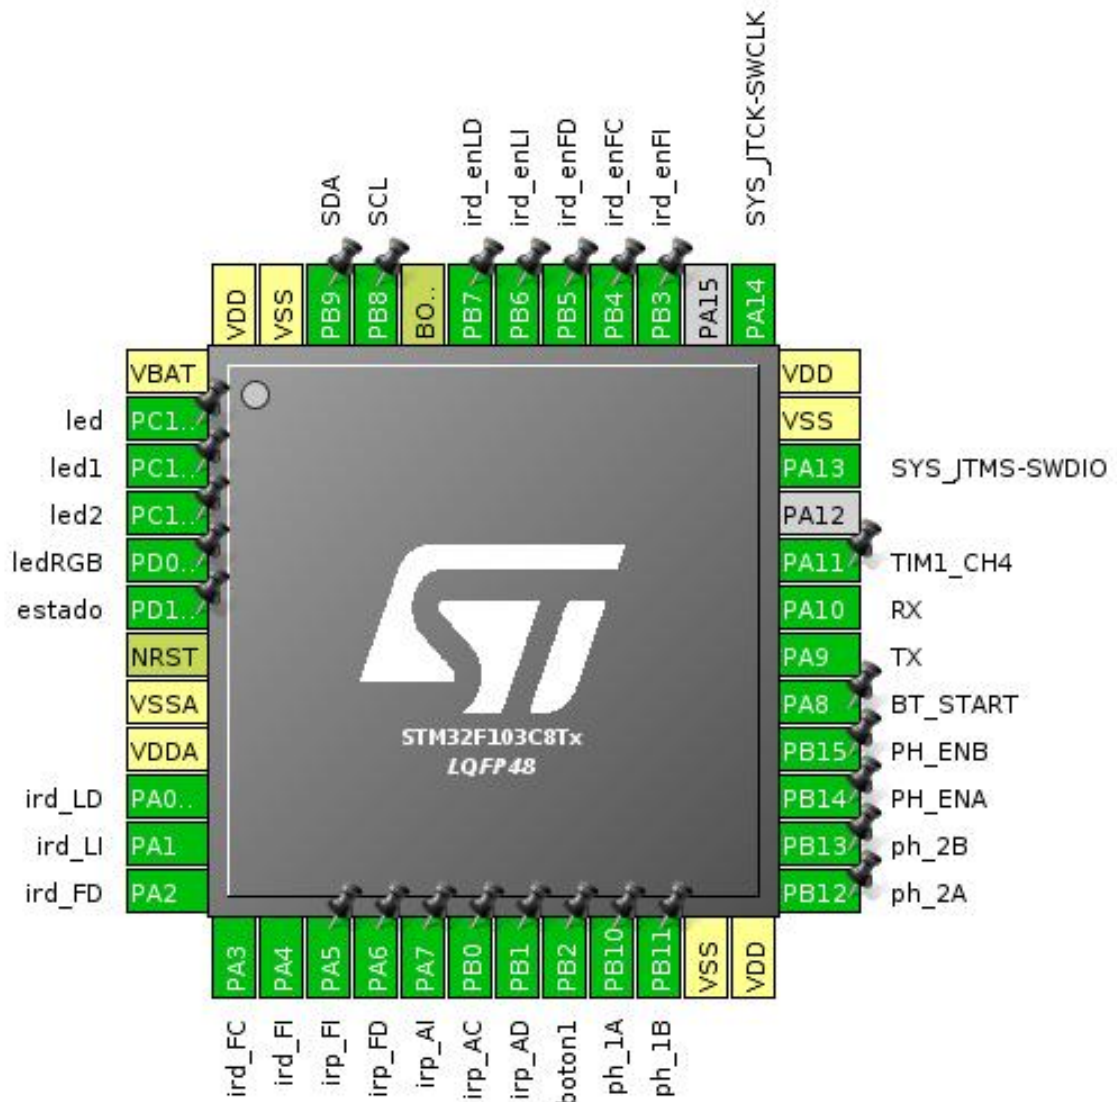 SDA
SCL
ird_enLD
ird_enLI
ird_enFD
ird_enFC
ird_enFI
SYS_JTCK-SWCLK
VDD
VSS
PB9
PB8
BO..
PB7
PB6
PB5
PB4
PB3
PA15
PA14
VBAT
led PC1..
led1 PC1..
led2 PC1..
ledRGB PD0..
estado PD1..
NRST
VSSA
VDDA
ird_LD PA0..
ird_LI PA1
ird_FD PA2
VDD
VSS
PA13 SYS_JTMS-SWDIO
PA12
PA11 TIM1_CH4
PA10 RX
PA9 TX
PA8 BT_START
PB15 PH_ENB
PB14 PH_ENA
PB13 ph_2B
PB12 ph_2A
ST
STM32F103C8Tx
LQFP48
PA3
PA4
PA5
PA6
PA7
PB0
PB1
PB2
PB10
PB11
VSS
VDD
ird_FC
ird_FI
irp_FI
irp_FD
irp_AI
irp_AC
irp_AD
boton1
ph_1A
ph_1B